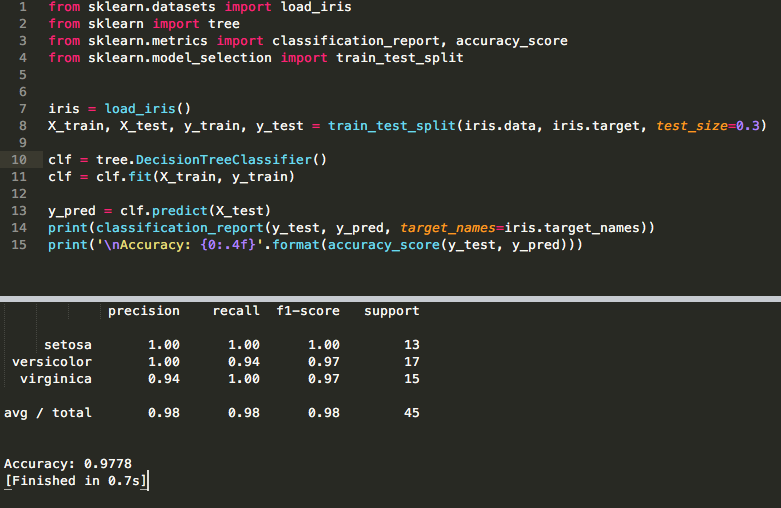 1 from sklearn.datasets import load_iris
2 from sklearn import tree
3 from sklearn.metrics import classification_report, accuracy_score
4 from sklearn.model_selection import train_test_split
5
6
7 iris = load_iris()
8 X_train, X_test, y_train, y_test = train_test_split(iris.data, iris.target, test_size=0.3)
9
10 clf = tree.DecisionTreeClassifier()
11 clf = clf.fit(X_train, y_train)
12
13 y_pred = clf.predict(X_test)
14 print(classification_report(y_test, y_pred, target_names=iris.target_names))
15 print('\nAccuracy: {0:.4f}'.format(accuracy_score(y_test, y_pred)))
precision recall f1-score support
setosa 1.00 1.00 1.00 13
versicolor 1.00 0.94 0.97 17
virginica 0.94 1.00 0.97 15
avg / total 0.98 0.98 0.98 45
Accuracy: 0.9778
[Finished in 0.7s]